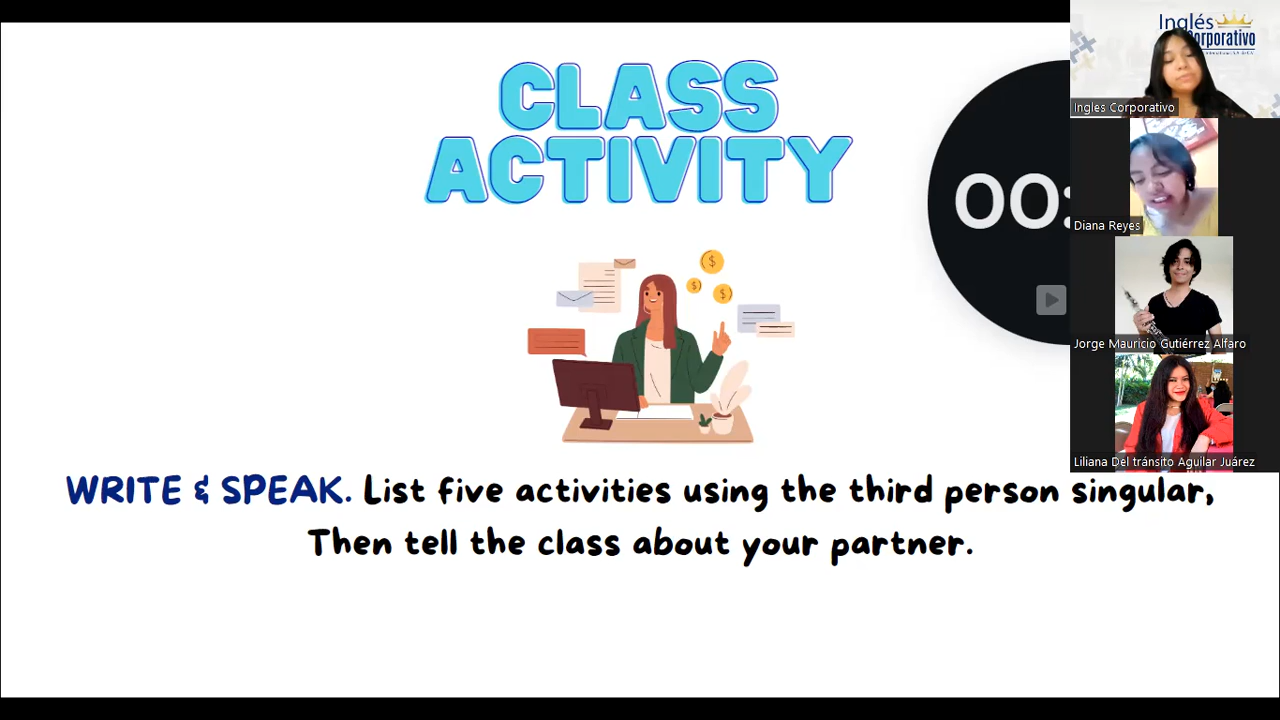 CLASS
ACTIVITY
00:
WRITE & SPEAK. List five activities using the third person singular,
Then tell the class about your partner.
Inglés
Corporativo
Ingles Corporativo
Diana Reyes
Jorge Mauricio Gutiérrez Alfaro
Liliana Del tránsito Aguilar Juárez